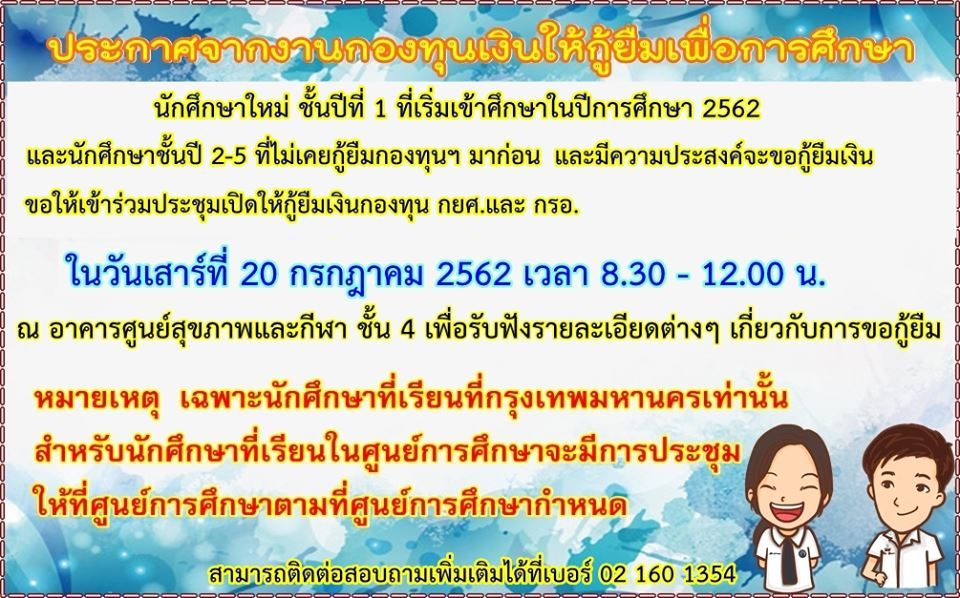 ประกาศจากงานกองทุนเงินให้กู้ยืมเพื่อการศึกษา
นักศึกษาใหม่ ชั้นปีที่ 1 ที่เริ่มเข้าศึกษาในปีการศึกษา 2562
และนักศึกษาชั้นปี 2-5 ที่ไม่เคยกู้ยืมกองทุนฯ มาก่อน และมีความประสงค์จะขอกู้ยืมเงิน
ขอให้เข้าร่วมประชุมเปิดให้กู้ยืมเงินกองทุน กยศ.และ กรอ.
ในวันเสาร์ที่ 20 กรกฎาคม 2562 เวลา 8.30 - 12.00 น.
ณ อาคารศูนย์สุขภาพและกีฬา ชั้น 4 เพื่อรับฟังรายละเอียดต่างๆ เกี่ยวกับการขอกู้ยืม
หมายเหตุ เฉพาะนักศึกษาที่เรียนที่กรุงเทพมหานครเท่านั้น
สำหรับนักศึกษาที่เรียนในศูนย์การศึกษาจะมีการประชุม
ให้ที่ศูนย์การศึกษาตามที่ศูนย์การศึกษากำหนด
สามารถติดต่อสอบถามเพิ่มเติมได้ที่เบอร์ 02 160 1354